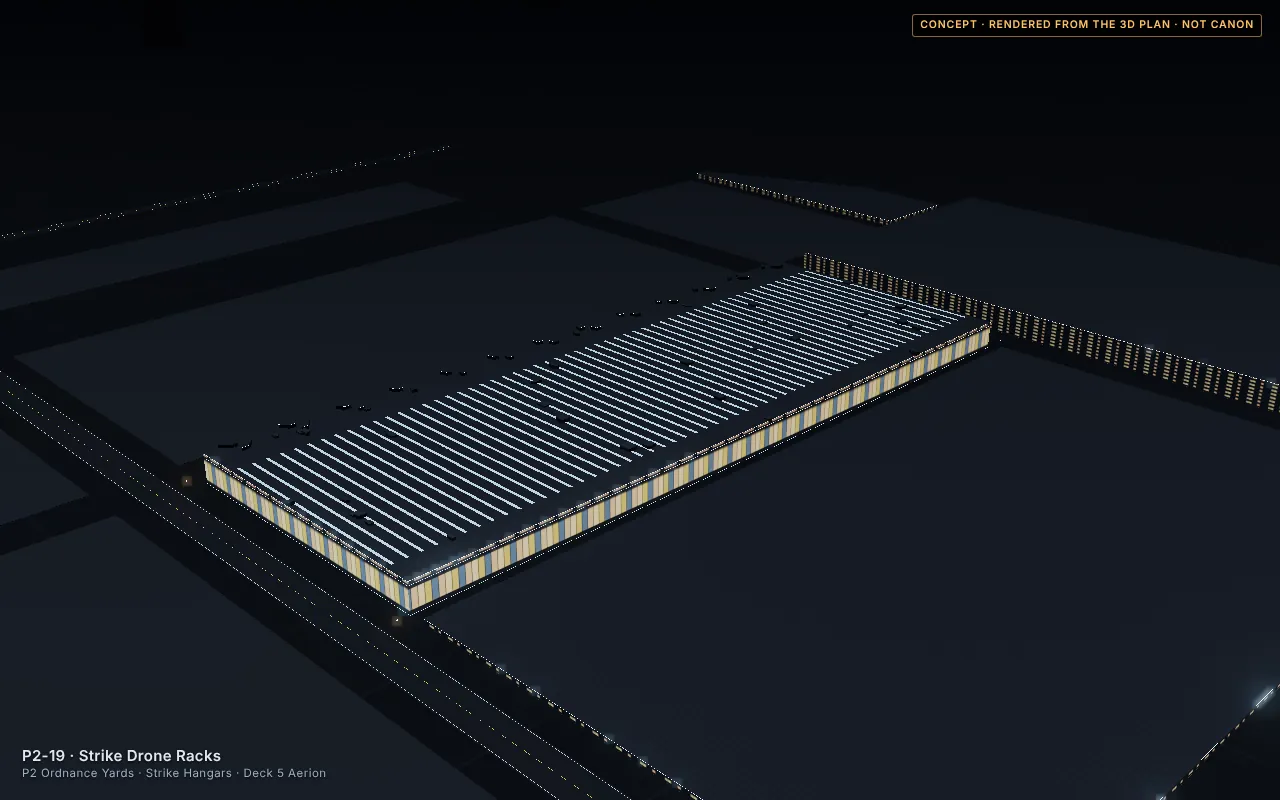 CONCEPT · RENDERED FROM THE 3D PLAN · NOT CANON
P2-19 · Strike Drone Racks
P2 Ordnance Yards · Strike Hangars · Deck 5 Aerion